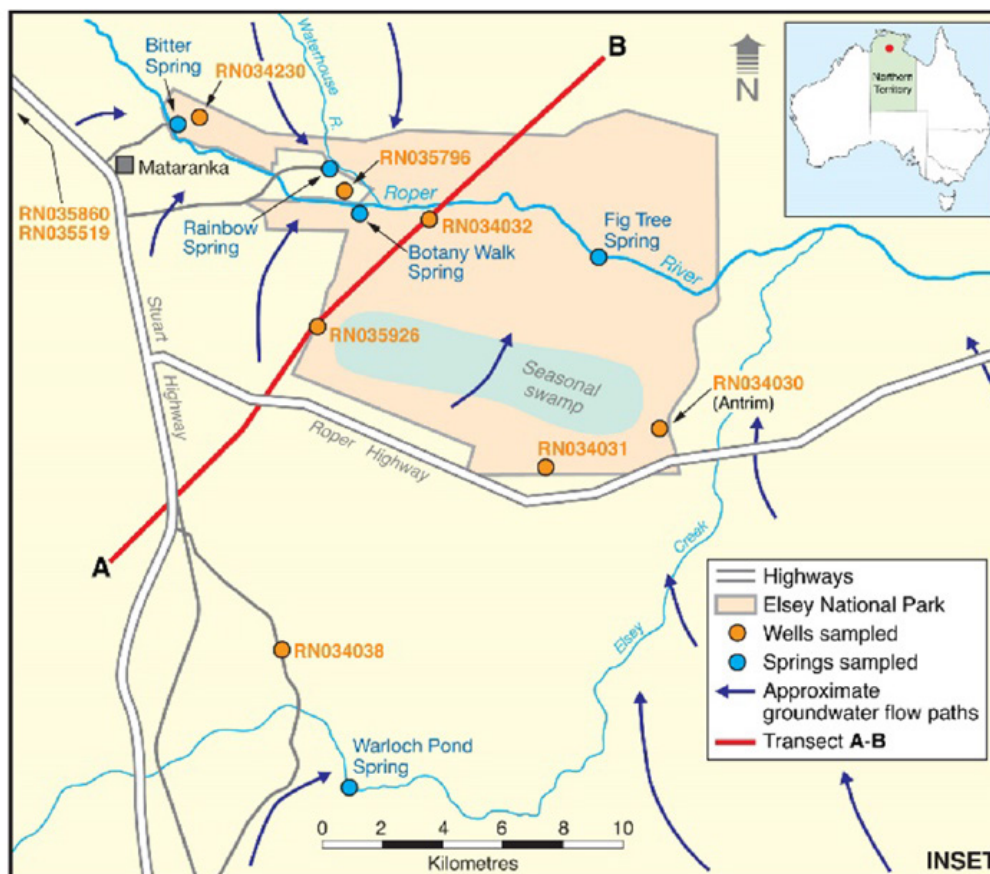 Bitter
Spring
RN034230
Waterhouse
R.
B
N
Northern
Territory
RN035796
Mataranka
Roper
RN035860
RN035519
Rainbow
Spring
RN034032
Botany Walk
Spring
Fig Tree
Spring
River
Stuart
Highway
RN035926
Seasonal
swamp
RN034030
(Antrim)
Roper Highway
RN034031
A
Creek
Elsey
RN034038
Warloch Pond
Spring
Highways
Elsey National Park
Wells sampled
Springs sampled
Approximate
groundwater flow paths
Transect A-B
0 2 4 6 8 10
Kilometres
INSET